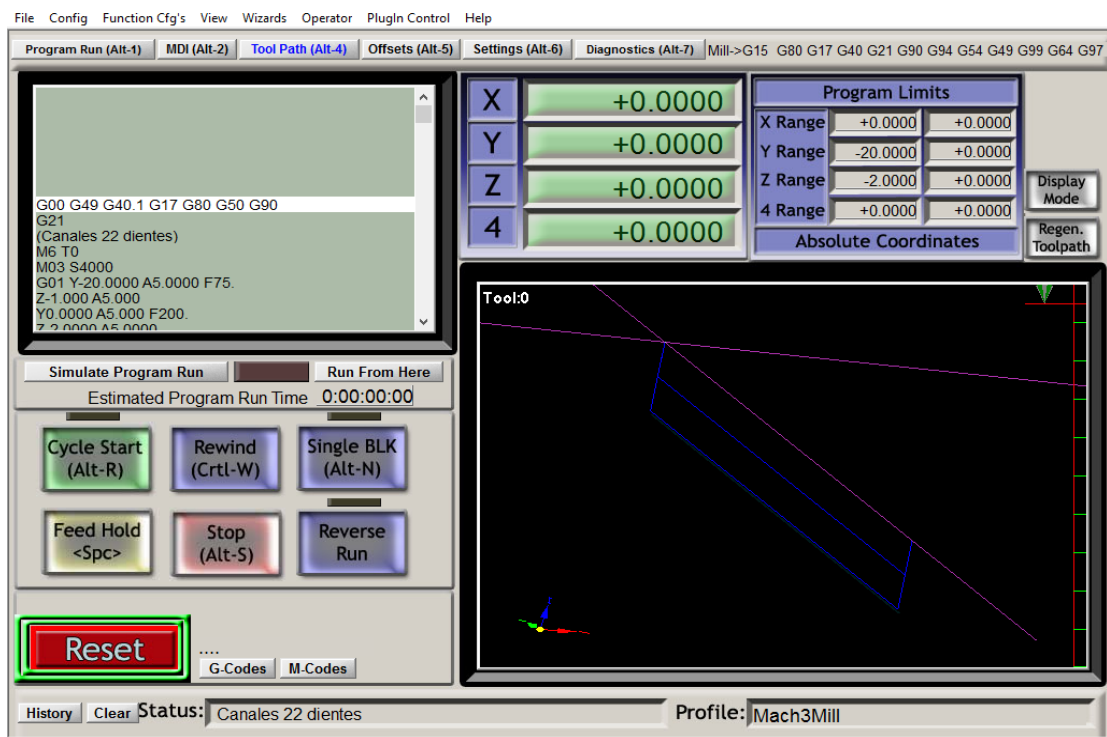 File Config Function Cfg's View Wizards Operator PlugIn Control Help
Program Run (Alt-1) MDI (Alt-2) Tool Path (Alt-4) Offsets (Alt-5) Settings (Alt-6) Diagnostics (Alt-7) Mill->G15 G80 G17 G40 G21 G90 G94 G54 G49 G99 G64 G97
G00 G49 G40.1 G17 G80 G50 G90
G21
(Canales 22 dientes)
M6 T0
M03 S4000
G01 Y-20.0000 A5.0000 F75.
Z-1.000 A5.000
Y0.0000 A5.000 F200.
Z-2.0000 A5.0000
X +0.0000
Y +0.0000
Z +0.0000
4 +0.0000
Program Limits
X Range +0.0000 +0.0000
Y Range -20.0000 +0.0000
Z Range -2.0000 +0.0000
4 Range +0.0000 +0.0000
Absolute Coordinates
Display
Mode
Regen.
Toolpath
Tool:0
Simulate Program Run Run From Here
Estimated Program Run Time 0:00:00:00
Cycle Start
(Alt-R)
Rewind
(Crtl-W)
Single BLK
(Alt-N)
Feed Hold
<Spc>
Stop
(Alt-S)
Reverse
Run
Reset
....
G-Codes M-Codes
History Clear Status: Canales 22 dientes Profile: Mach3Mill